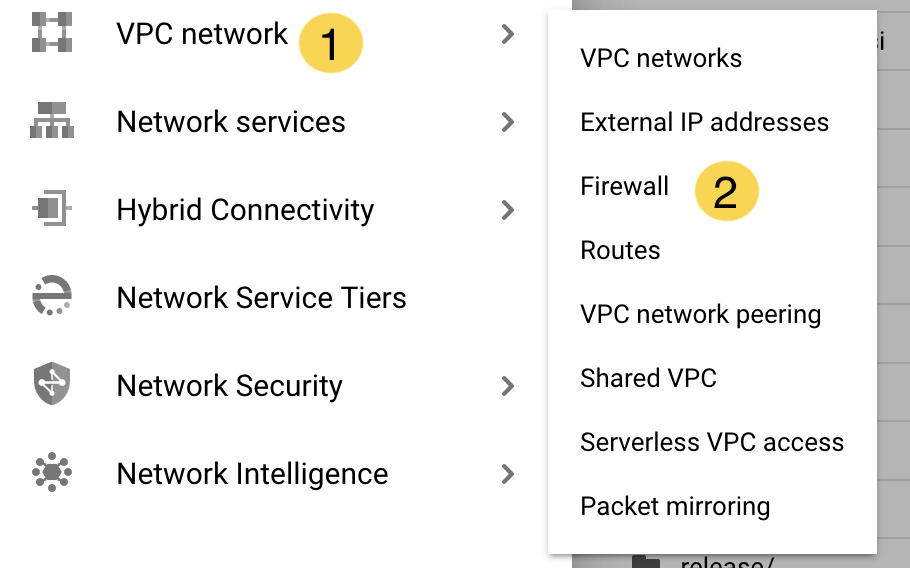 VPC network 1
Network services
Hybrid Connectivity
Network Service Tiers
Network Security
Network Intelligence
VPC networks
External IP addresses
Firewall 2
Routes
VPC network peering
Shared VPC
Serverless VPC access
Packet mirroring
release/